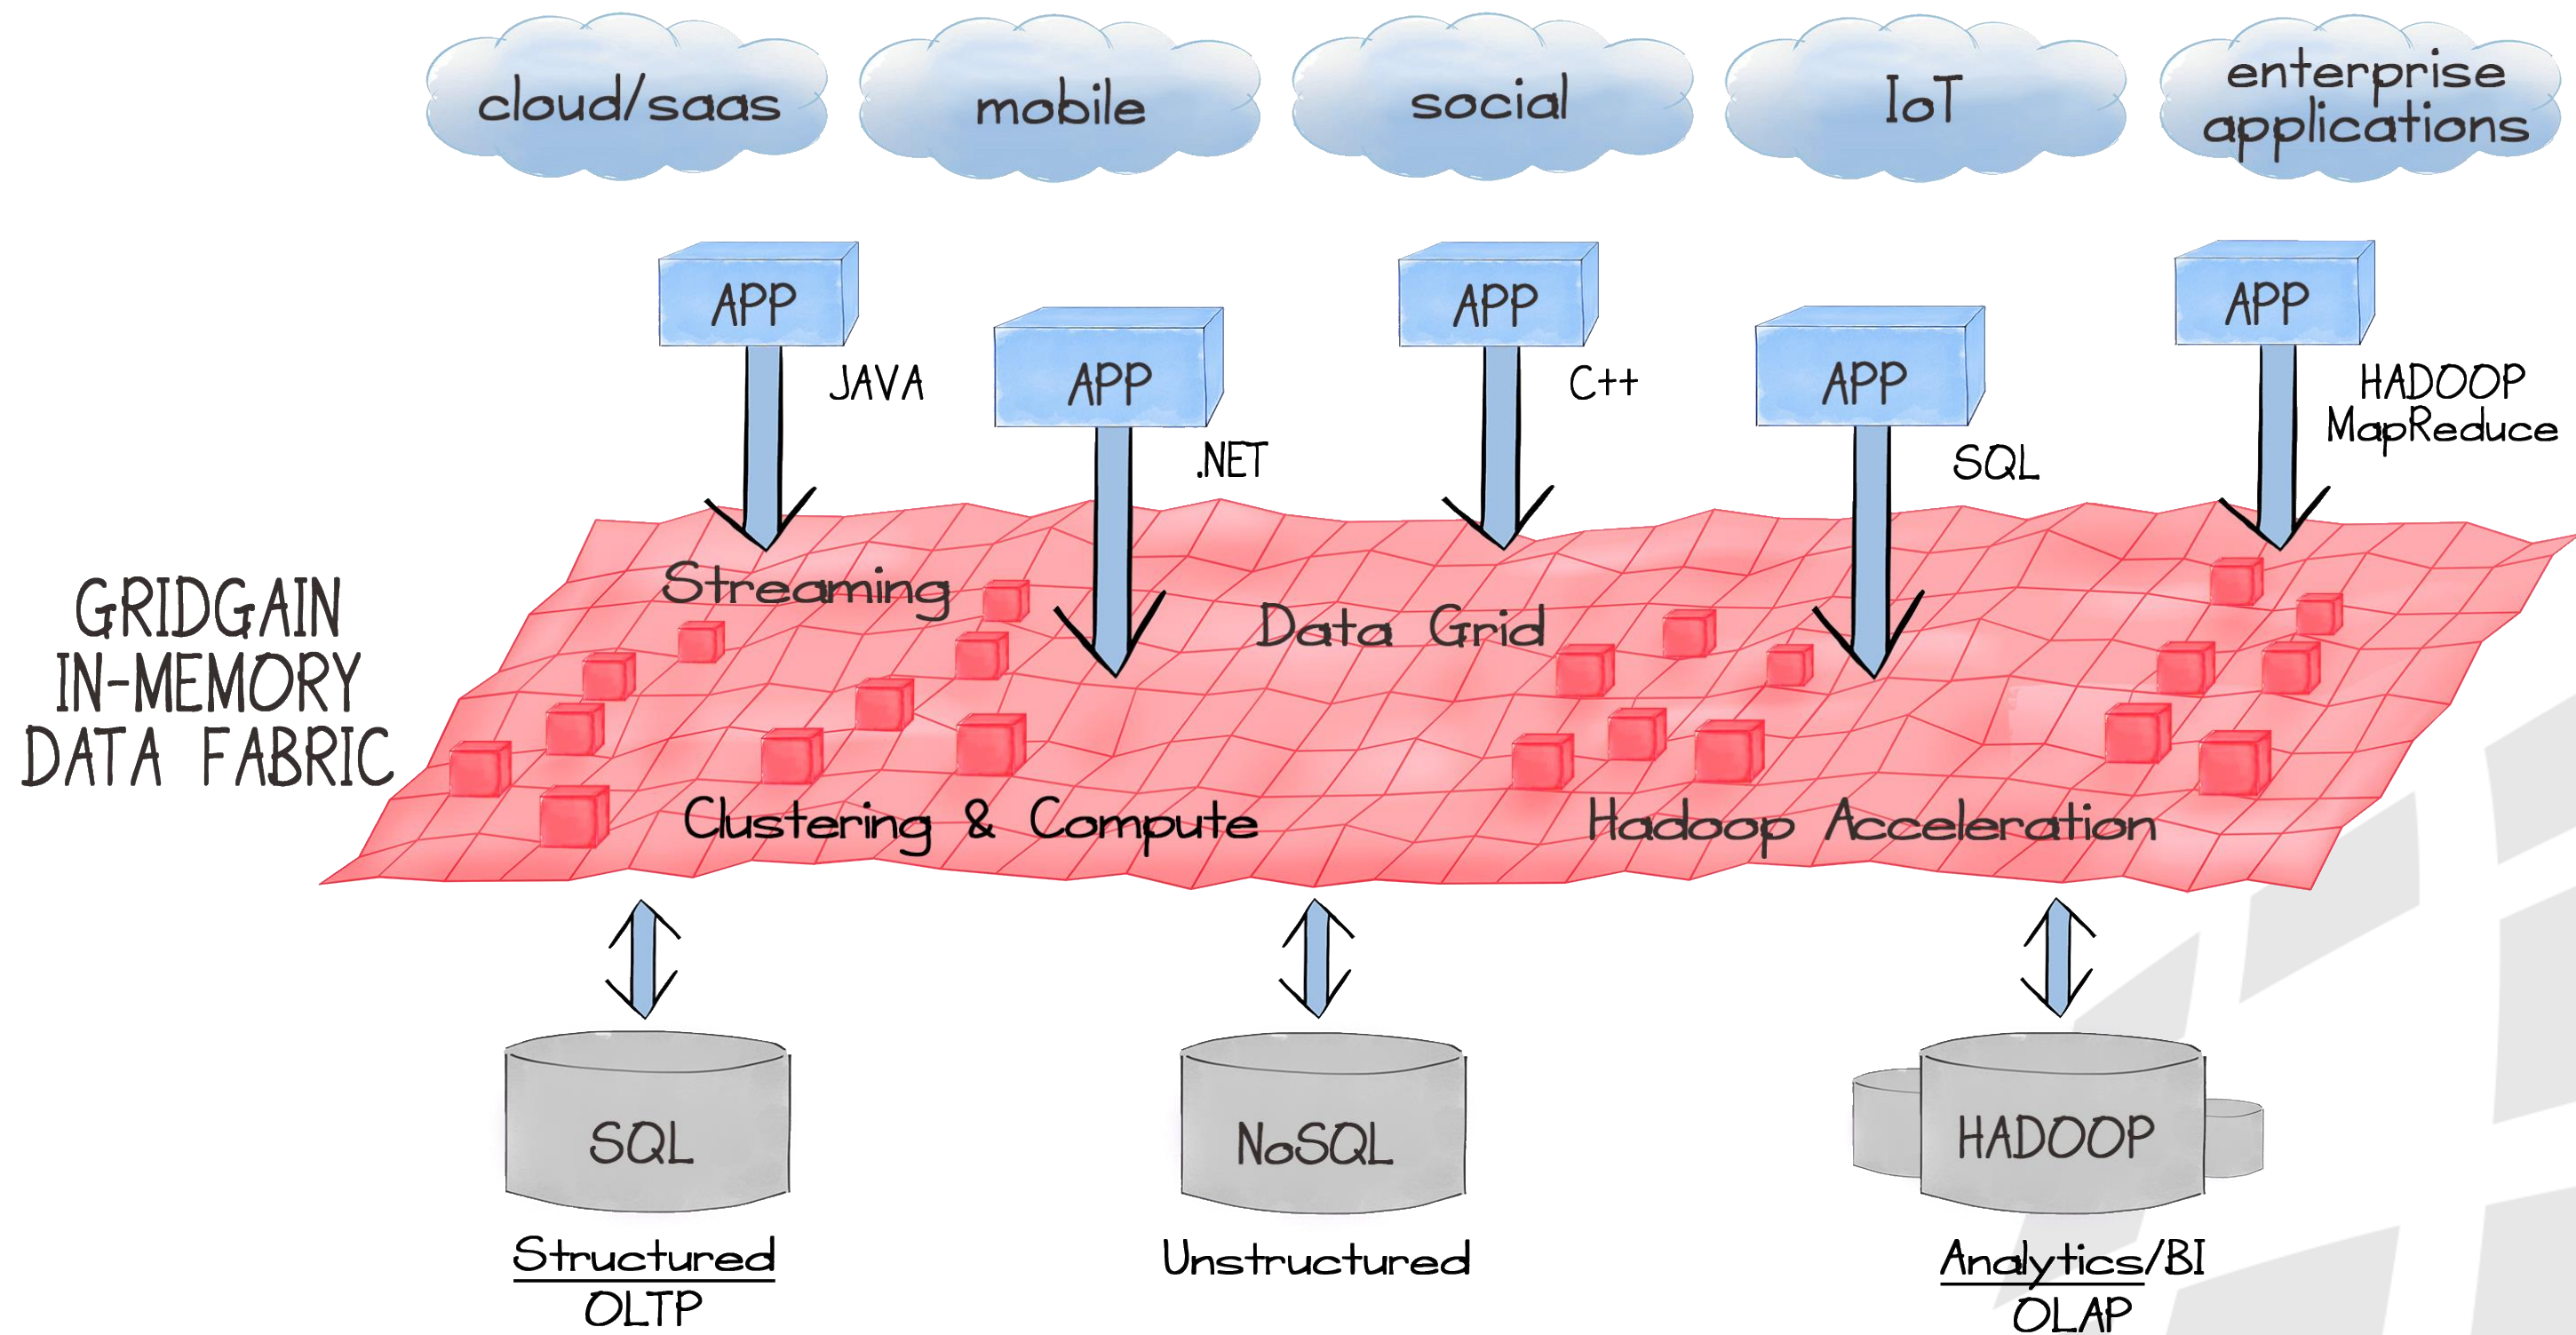 cloud/saas
mobile
social
IoT
enterprise
applications
APP
APP
APP
APP
APP
JAVA
.NET
C++
SQL
HADOOP
MapReduce
GRIDGAIN
IN-MEMORY
DATA FABRIC
Streaming
Data Grid
Clustering & Compute
Hadoop Acceleration
SQL
NoSQL
HADOOP
Structured
OLTP
Unstructured
Analytics/BI
OLAP